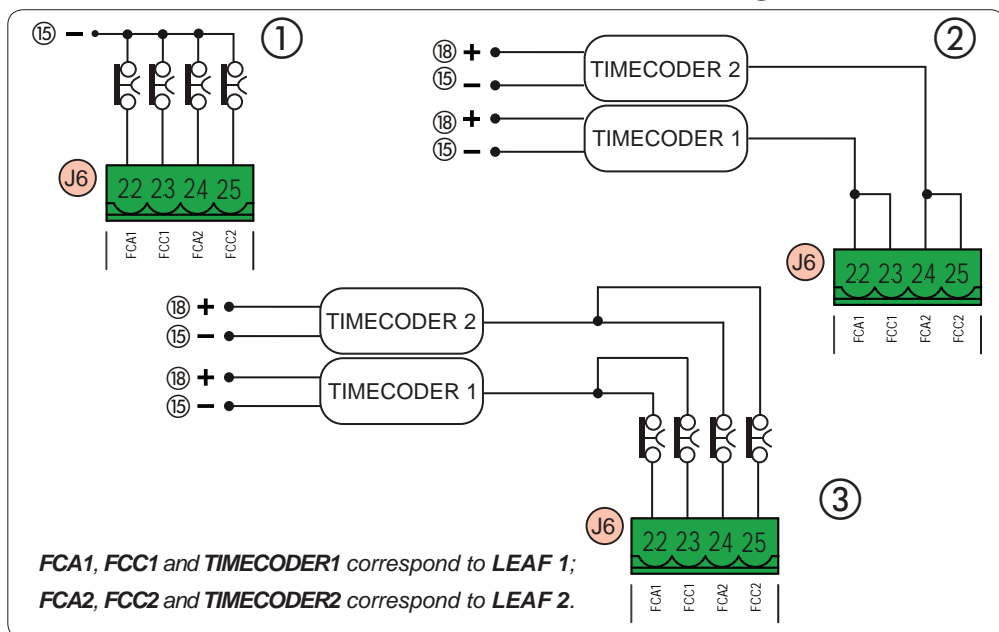 ⑮ − ①
J6 22 23 24 25
FCA1 FCC1 FCA2 FCC2
②
⑱ +
⑮ −
TIMECODER 2
⑱ +
⑮ −
TIMECODER 1
J6 22 23 24 25
FCA1 FCC1 FCA2 FCC2
⑱ +
⑮ −
TIMECODER 2
⑱ +
⑮ −
TIMECODER 1
③
J6 22 23 24 25
FCA1 FCC1 FCA2 FCC2
FCA1, FCC1 and TIMECODER1 correspond to LEAF 1;
FCA2, FCC2 and TIMECODER2 correspond to LEAF 2.